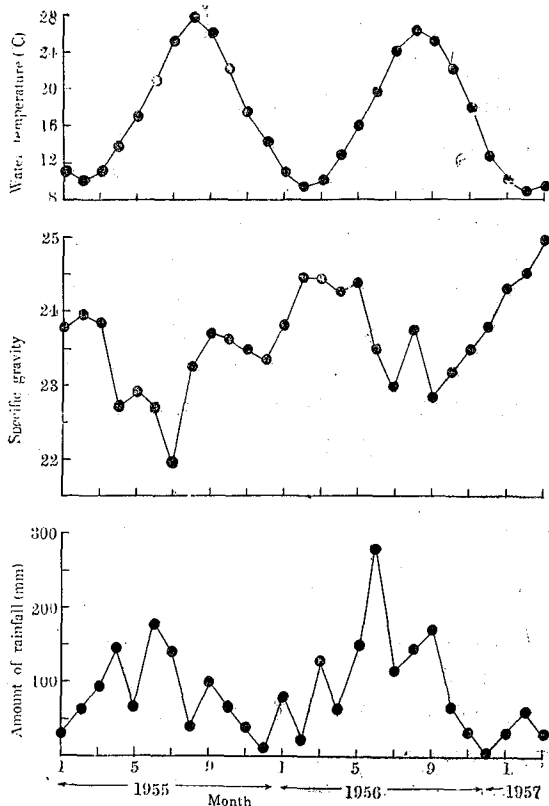 28
24
20
16
12
8
Water temperature (°C)
25
24
23
22
Specific gravity
300
200
100
Amount of rainfall (mm)
1 5 9 1 5 9 1
1955 1956 1957
Month